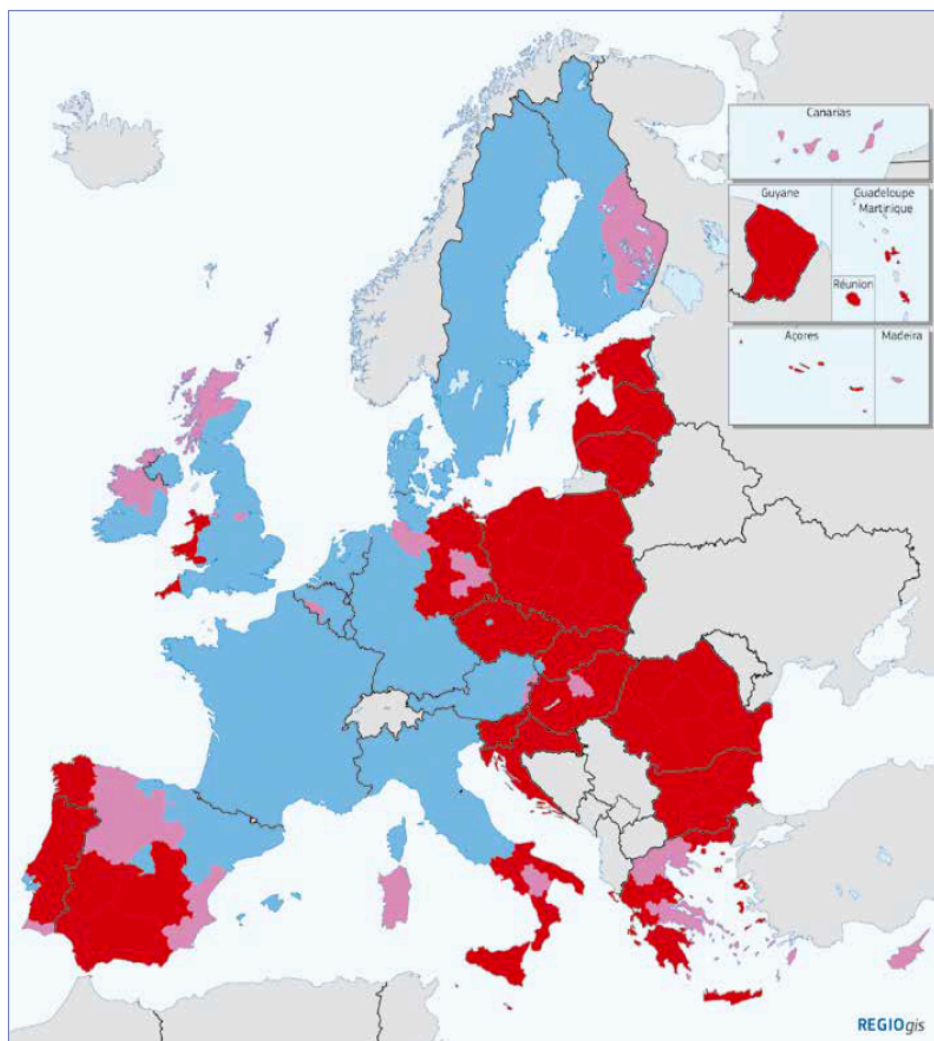 Canarias
Guyane
Guadeloupe
Martinique
Réunion
Açores
Madeira
REGIOgis